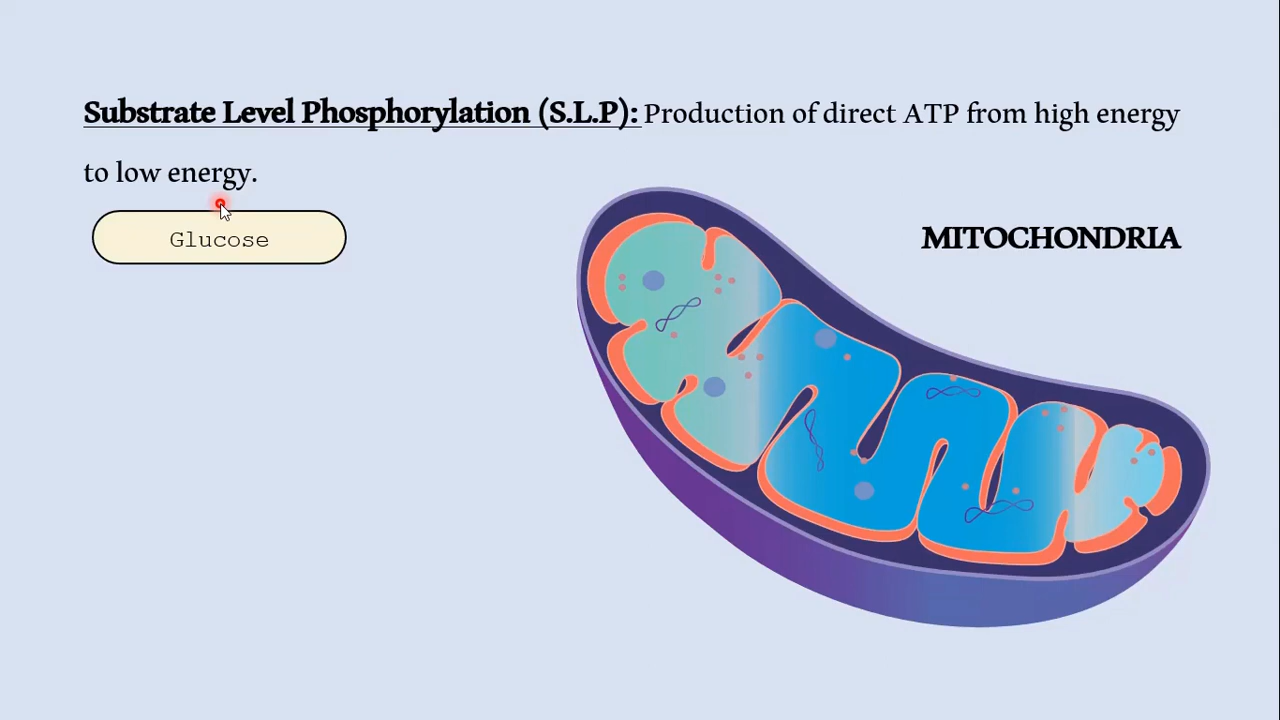 Substrate Level Phosphorylation (S.L.P): Production of direct ATP from high energy
to low energy.
Glucose
MITOCHONDRIA